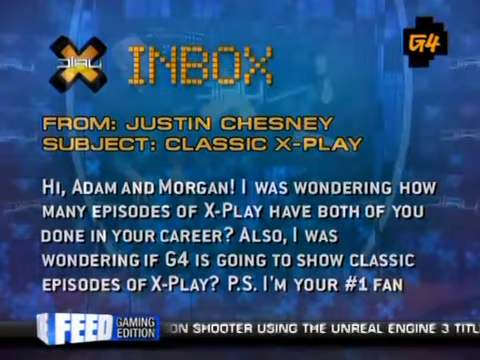 G4
X PLAY INBOX
FROM: JUSTIN CHESNEY
SUBJECT: CLASSIC X-PLAY
HI, ADAM AND MORGAN! I WAS WONDERING HOW
MANY EPISODES OF X-PLAY HAVE BOTH OF YOU
DONE IN YOUR CAREER? ALSO, I WAS
WONDERING IF G4 IS GOING TO SHOW CLASSIC
EPISODES OF X-PLAY? P.S. I'M YOUR #1 FAN
FEED GAMING EDITION SHOOTER USING THE UNREAL ENGINE 3